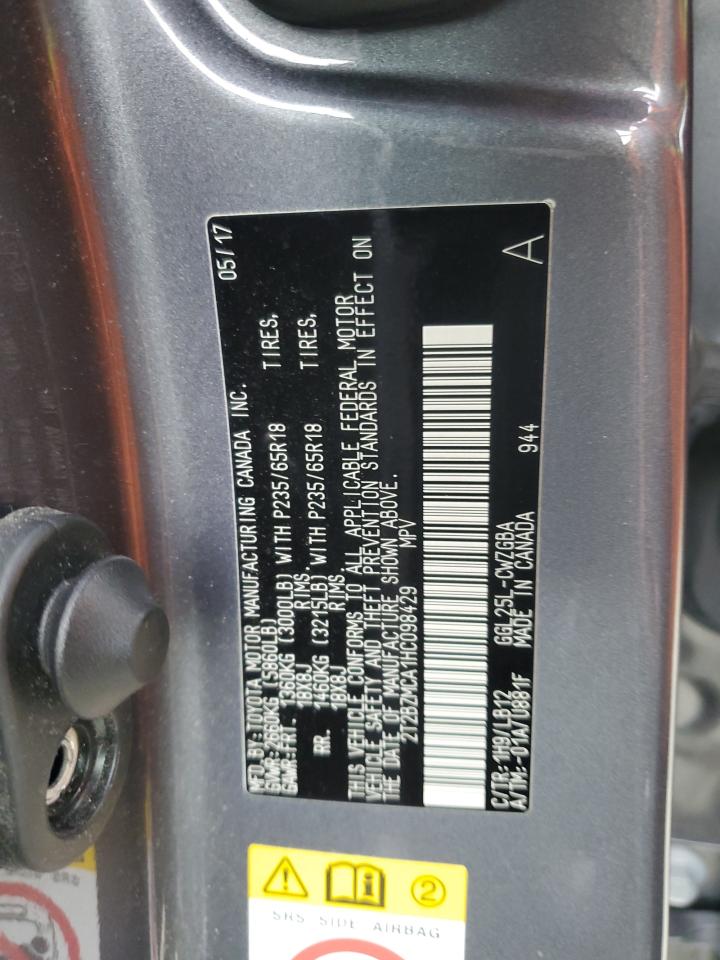 MFD.BY:TOYOTA MOTOR MANUFACTURING CANADA INC. 05/17
GVWR:2660KG (5860LB)
GAWR:FRT. 1360KG (3000LB) WITH P235/65R18 TIRES,
18X8J RIMS,
RR. 1460KG (3215LB) WITH P235/65R18 TIRES,
18X8J RIMS
THIS VEHICLE CONFORMS TO ALL APPLICABLE FEDERAL MOTOR
VEHICLE SAFETY AND THEFT PREVENTION STANDARDS IN EFFECT ON
THE DATE OF MANUFACTURE SHOWN ABOVE.
2T2BZMCA1HC098429 MPV
C/TR:1H9/LB12 GGL25L-CWZGBA
A/TM:-01A/U881F MADE IN CANADA 944 A
2
SRS SIDE AIRBAG
SRS